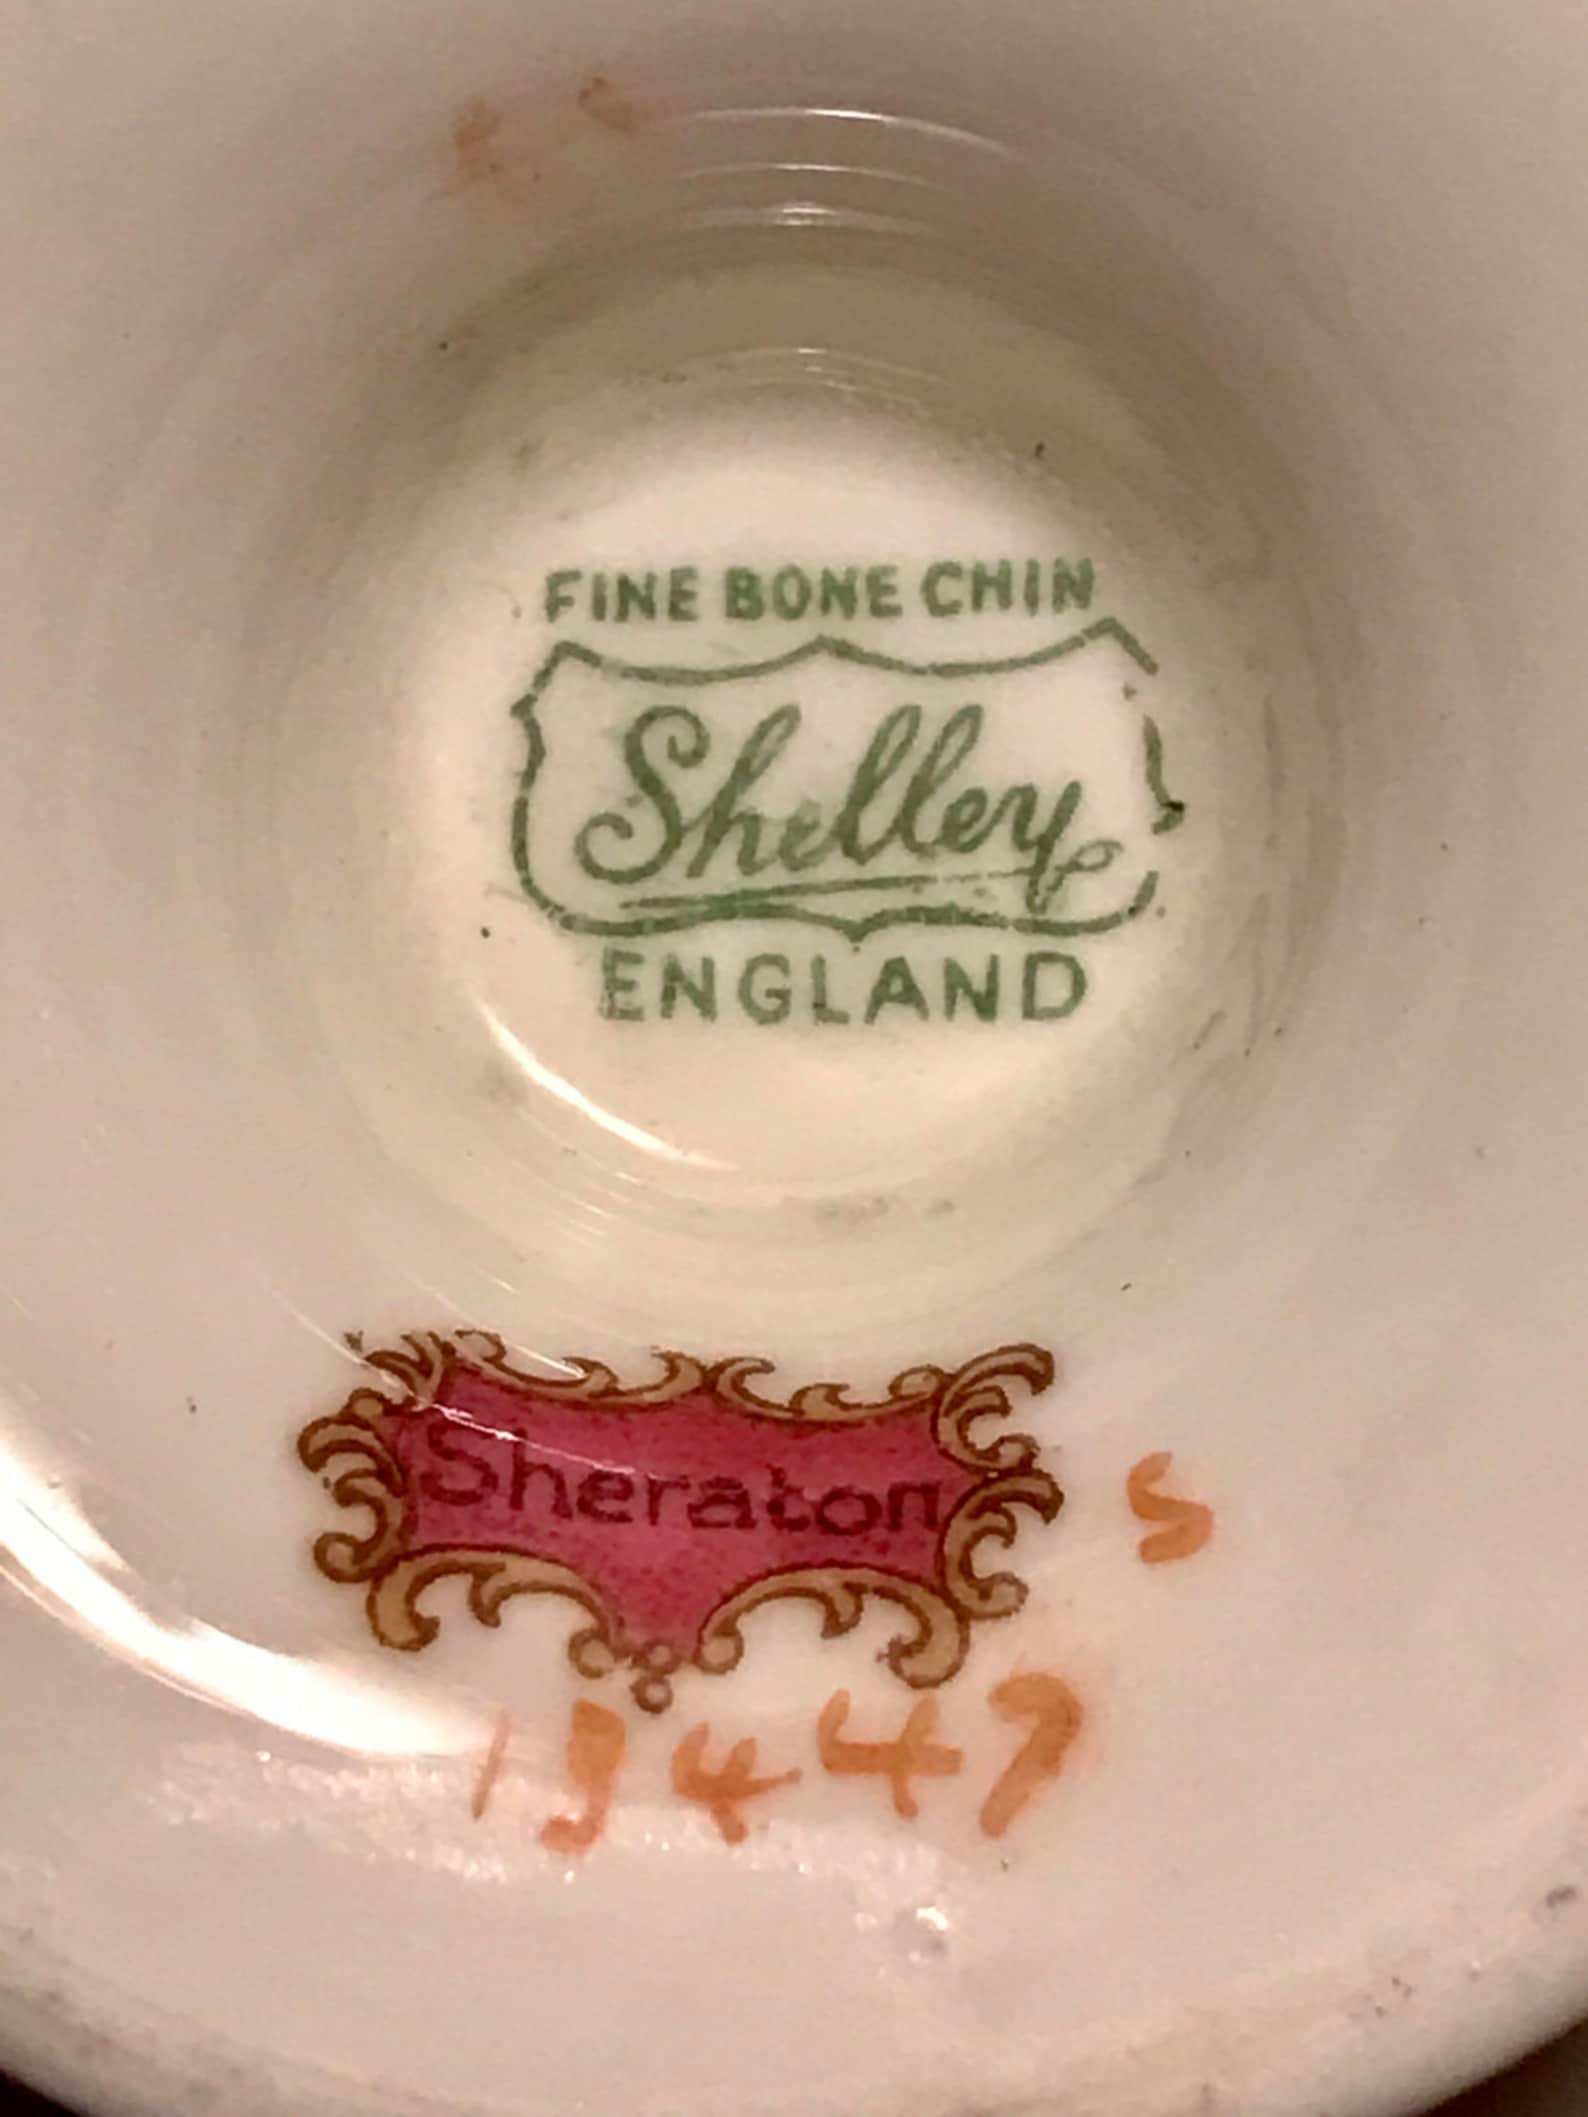 FINE BONE CHIN
Shelley
ENGLAND
Sheraton
S
13447